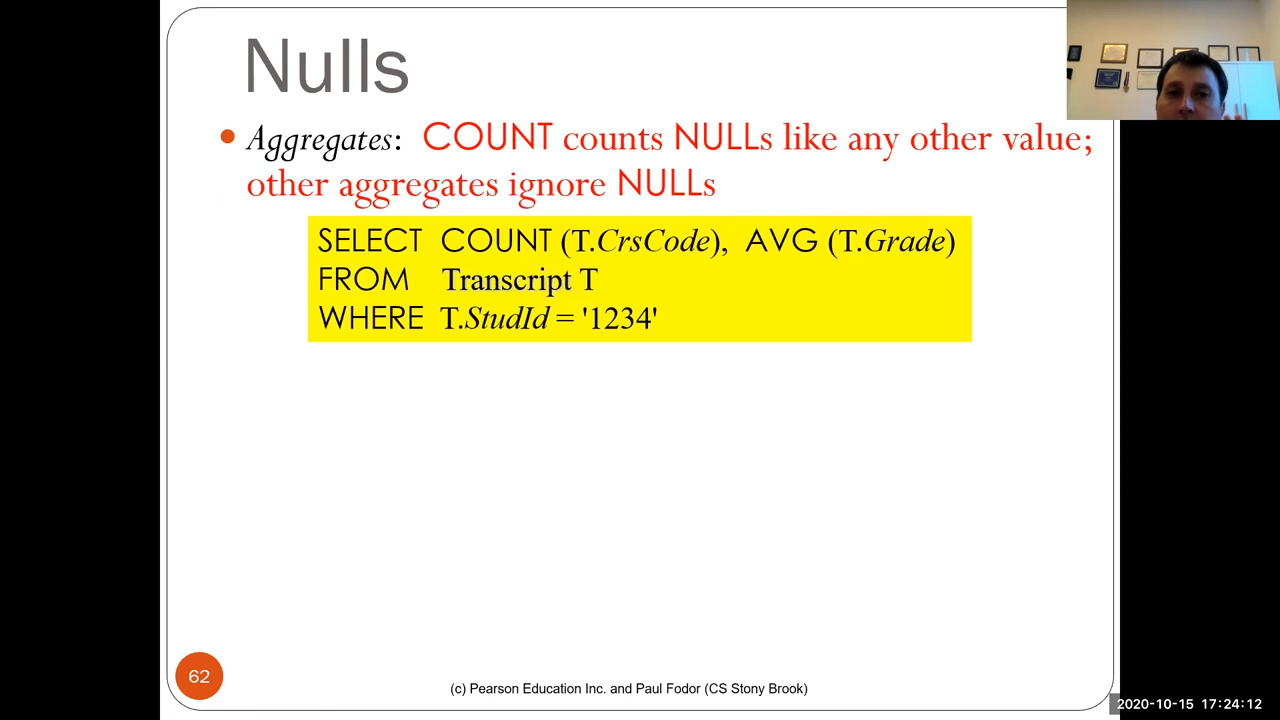 Nulls
• Aggregates: COUNT counts NULLs like any other value;
other aggregates ignore NULLs
SELECT COUNT (T.CrsCode), AVG (T.Grade)
FROM Transcript T
WHERE T.StudId = '1234'
62
(c) Pearson Education Inc. and Paul Fodor (CS Stony Brook)
2020-10-15 17:24:12